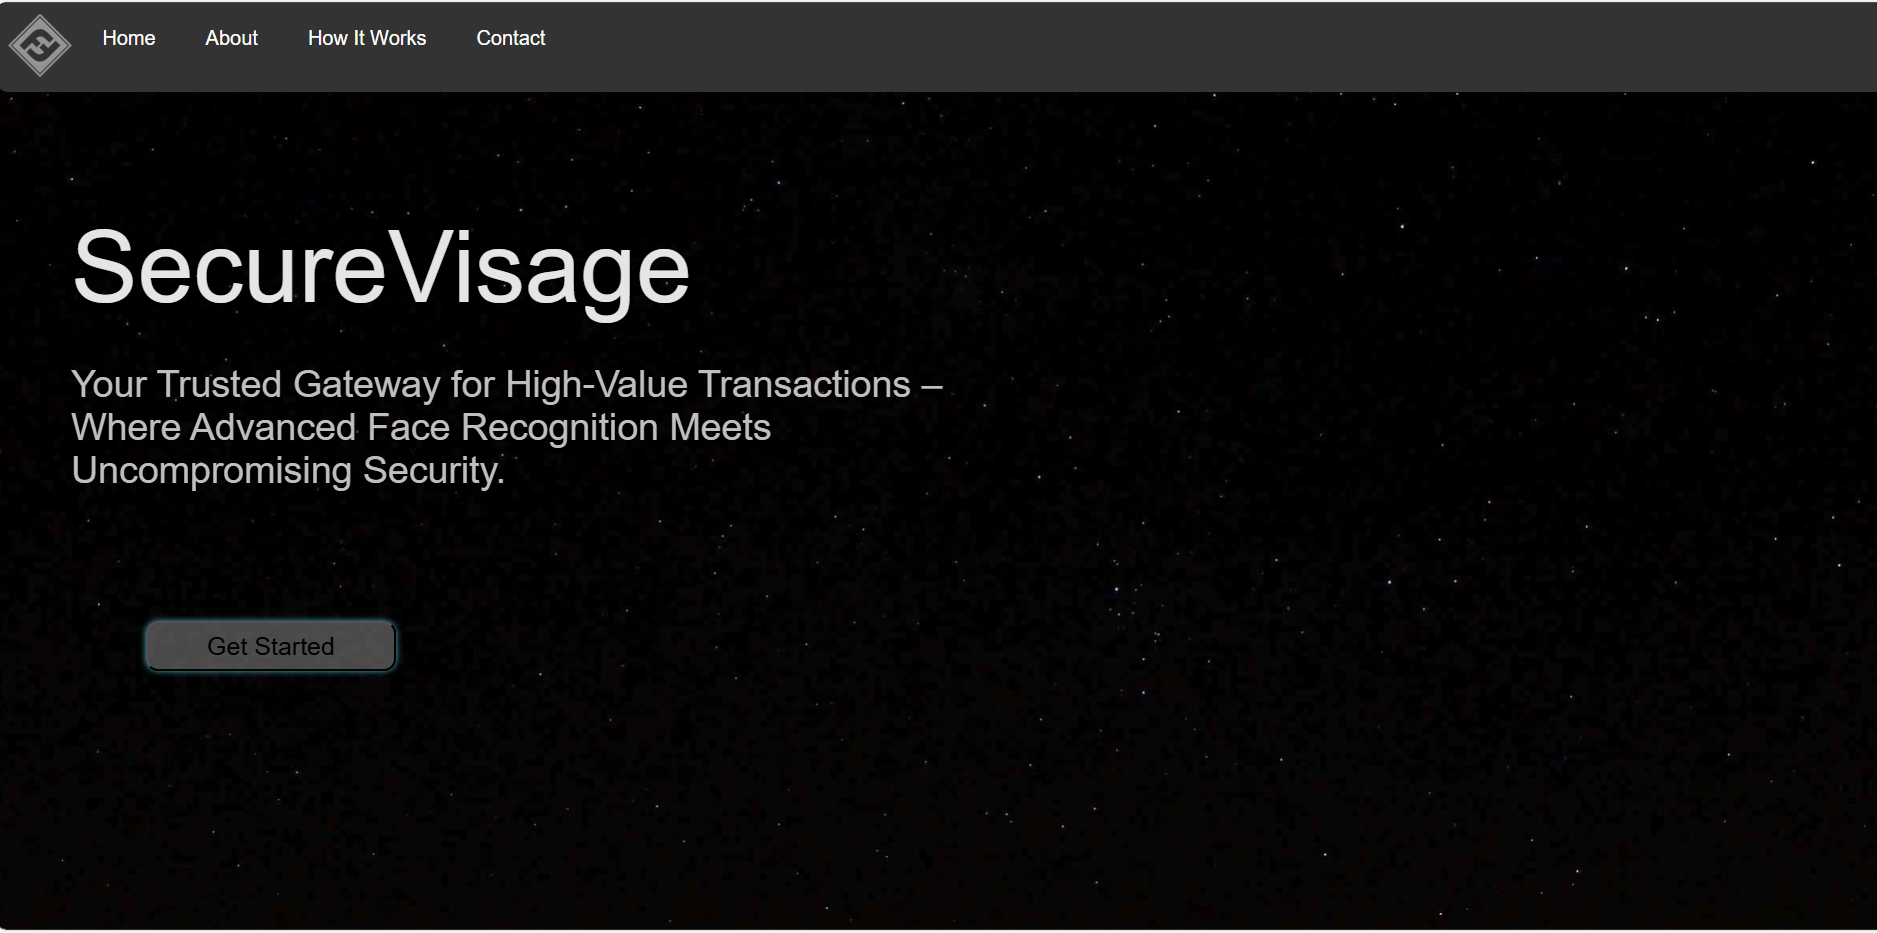 Home About How It Works Contact
SecureVisage
Your Trusted Gateway for High-Value Transactions –
Where Advanced Face Recognition Meets
Uncompromising Security.
Get Started